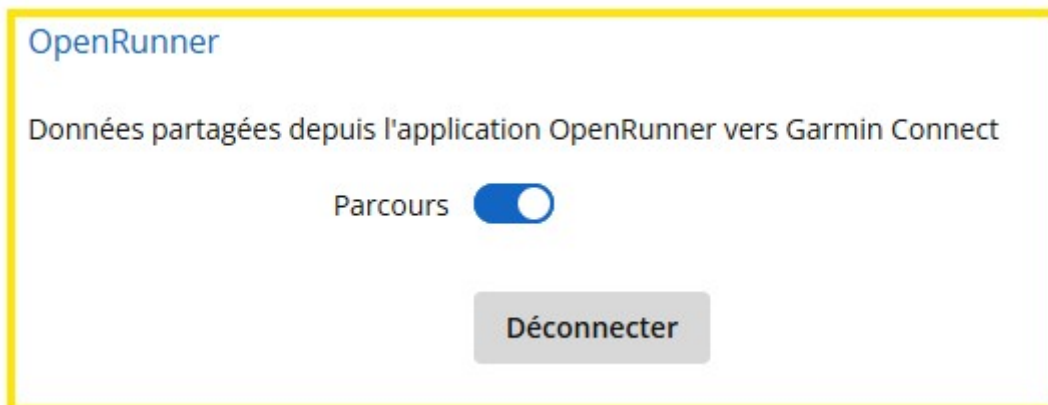 OpenRunner
Données partagées depuis l'application OpenRunner vers Garmin Connect
Parcours
Déconnecter